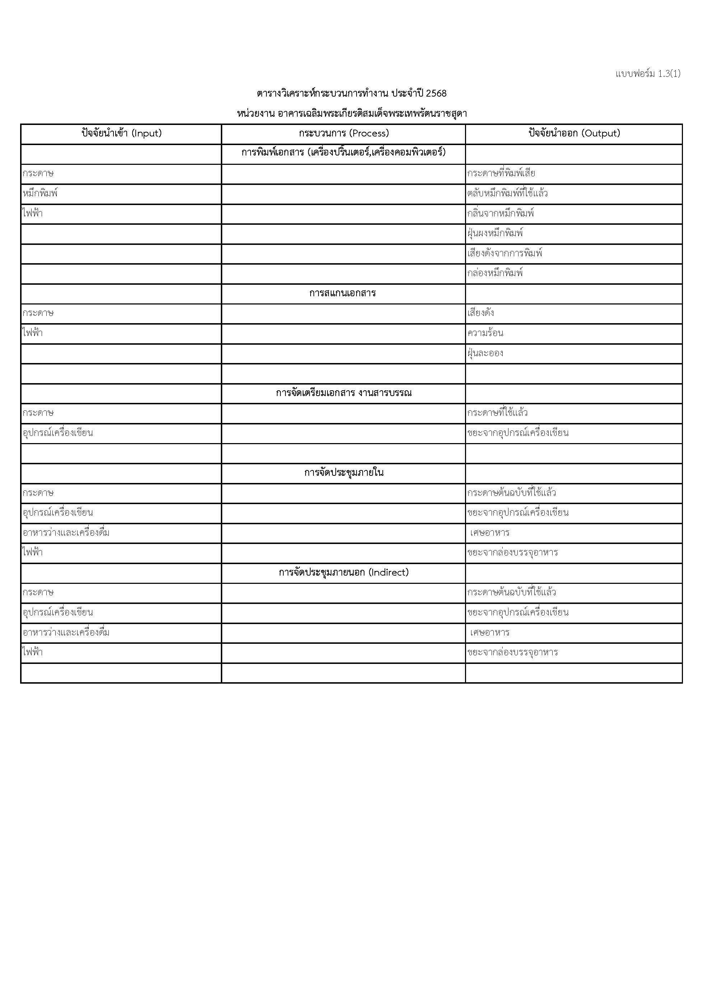 แบบฟอร์ม 1.3(1)
ตารางวิเคราะห์กระบวนการทำงาน ประจำปี 2568
หน่วยงาน อาคารเฉลิมพระเกียรติสมเด็จพระเทพรัตนราชสุดา
ปัจจัยนำเข้า (Input) กระบวนการ (Process) ปัจจัยนำออก (Output)
การพิมพ์เอกสาร (เครื่องปริ้นเตอร์,เครื่องคอมพิวเตอร์)
กระดาษ กระดาษที่พิมพ์เสีย
หมึกพิมพ์ ตลับหมึกพิมพ์ที่ใช้แล้ว
ไฟฟ้า กลิ่นจากหมึกพิมพ์
ฝุ่นผงหมึกพิมพ์
เสียงดังจากการพิมพ์
กล่องหมึกพิมพ์
การสแกนเอกสาร
กระดาษ เสียงดัง
ไฟฟ้า ความร้อน
ฝุ่นละออง
การจัดเตรียมเอกสาร งานสารบรรณ
กระดาษ กระดาษที่ใช้แล้ว
อุปกรณ์เครื่องเขียน ขยะจากอุปกรณ์เครื่องเขียน
การจัดประชุมภายใน
กระดาษ กระดาษต้นฉบับที่ใช้แล้ว
อุปกรณ์เครื่องเขียน ขยะจากอุปกรณ์เครื่องเขียน
อาหารว่างและเครื่องดื่ม เศษอาหาร
ไฟฟ้า ขยะจากล่องบรรจุอาหาร
การจัดประชุมภายนอก (Indirect)
กระดาษ กระดาษต้นฉบับที่ใช้แล้ว
อุปกรณ์เครื่องเขียน ขยะจากอุปกรณ์เครื่องเขียน
อาหารว่างและเครื่องดื่ม เศษอาหาร
ไฟฟ้า ขยะจากล่องบรรจุอาหาร